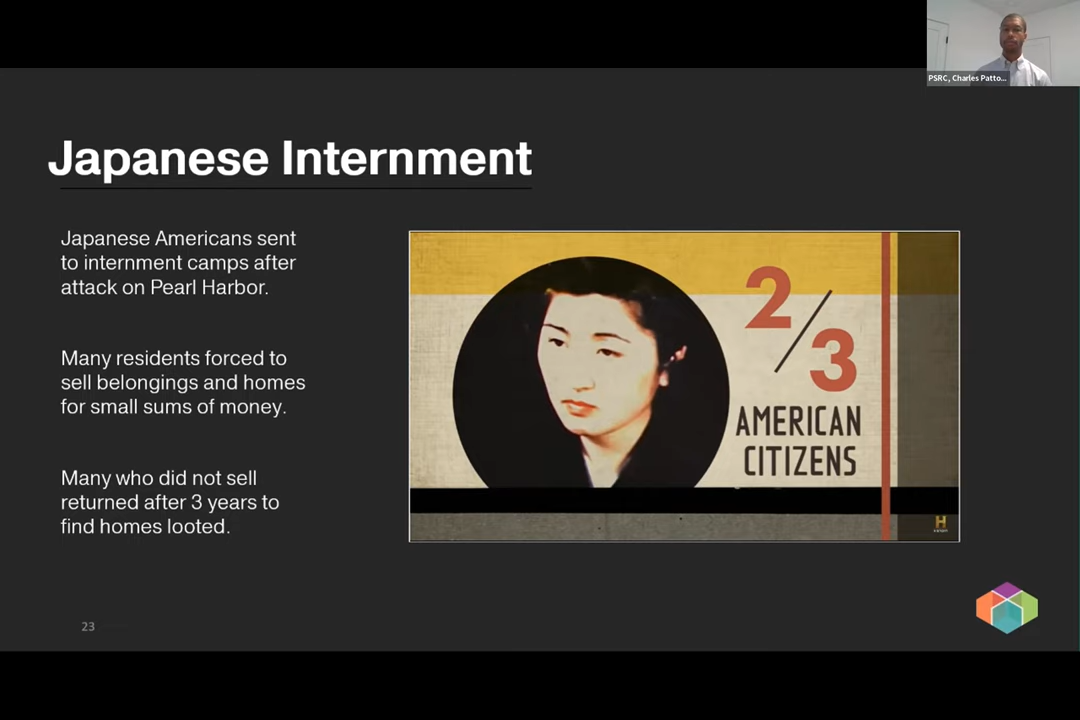 PSRC, Charles Patto...
Japanese Internment
Japanese Americans sent
to internment camps after
attack on Pearl Harbor.
Many residents forced to
sell belongings and homes
for small sums of money.
Many who did not sell
returned after 3 years to
find homes looted.
2/3
AMERICAN
CITIZENS
H
23